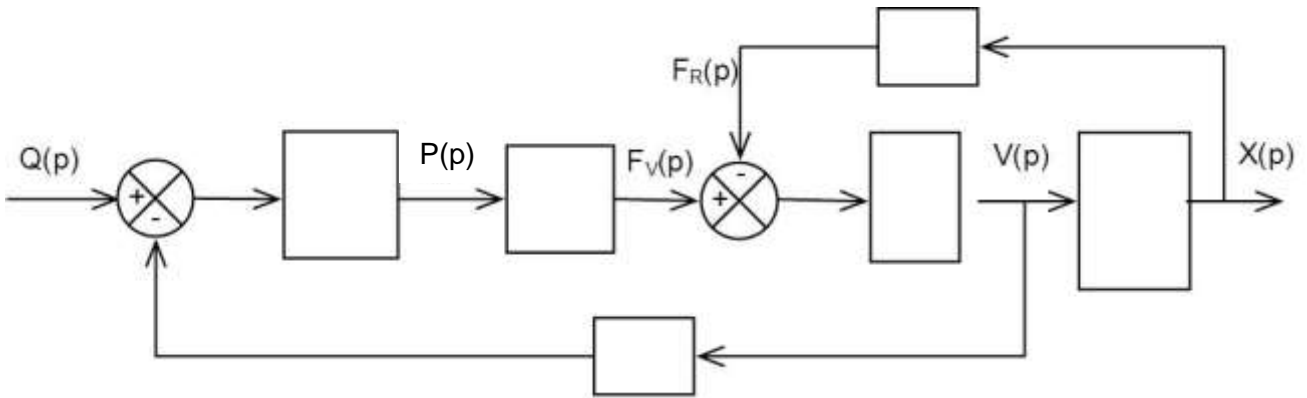 F_R(p)
Q(p)
+
-
P(p)
F_V(p)
+
-
V(p)
X(p)